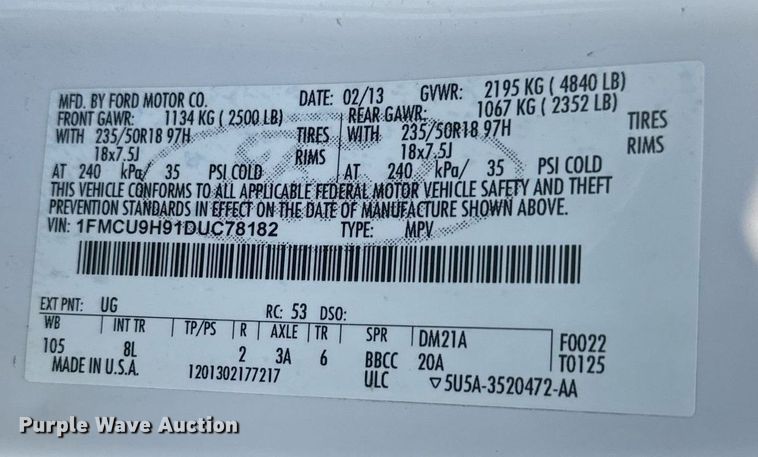 MFD. BY FORD MOTOR CO. DATE: 02/13 GVWR: 2195 KG ( 4840 LB)
FRONT GAWR: 1134 KG ( 2500 LB) REAR GAWR: 1067 KG ( 2352 LB)
WITH 235/50R18 97H TIRES WITH 235/50R18 97H TIRES
18x7.5J RIMS 18x7.5J RIMS
AT 240 kPa/ 35 PSI COLD AT 240 kPa/ 35 PSI COLD
THIS VEHICLE CONFORMS TO ALL APPLICABLE FEDERAL MOTOR VEHICLE SAFETY AND THEFT
PREVENTION STANDARDS IN EFFECT ON THE DATE OF MANUFACTURE SHOWN ABOVE.
VIN: 1FMCU9H91DUC78182 TYPE: MPV
EXT PNT: UG RC: 53 DSO:
WB INT TR TP/PS R AXLE TR SPR DM21A F0022
105 8L 2 3A 6 BBCC 20A T0125
MADE IN U.S.A. 1201302177217 ULC ▽5U5A-3520472-AA
Purple Wave Auction